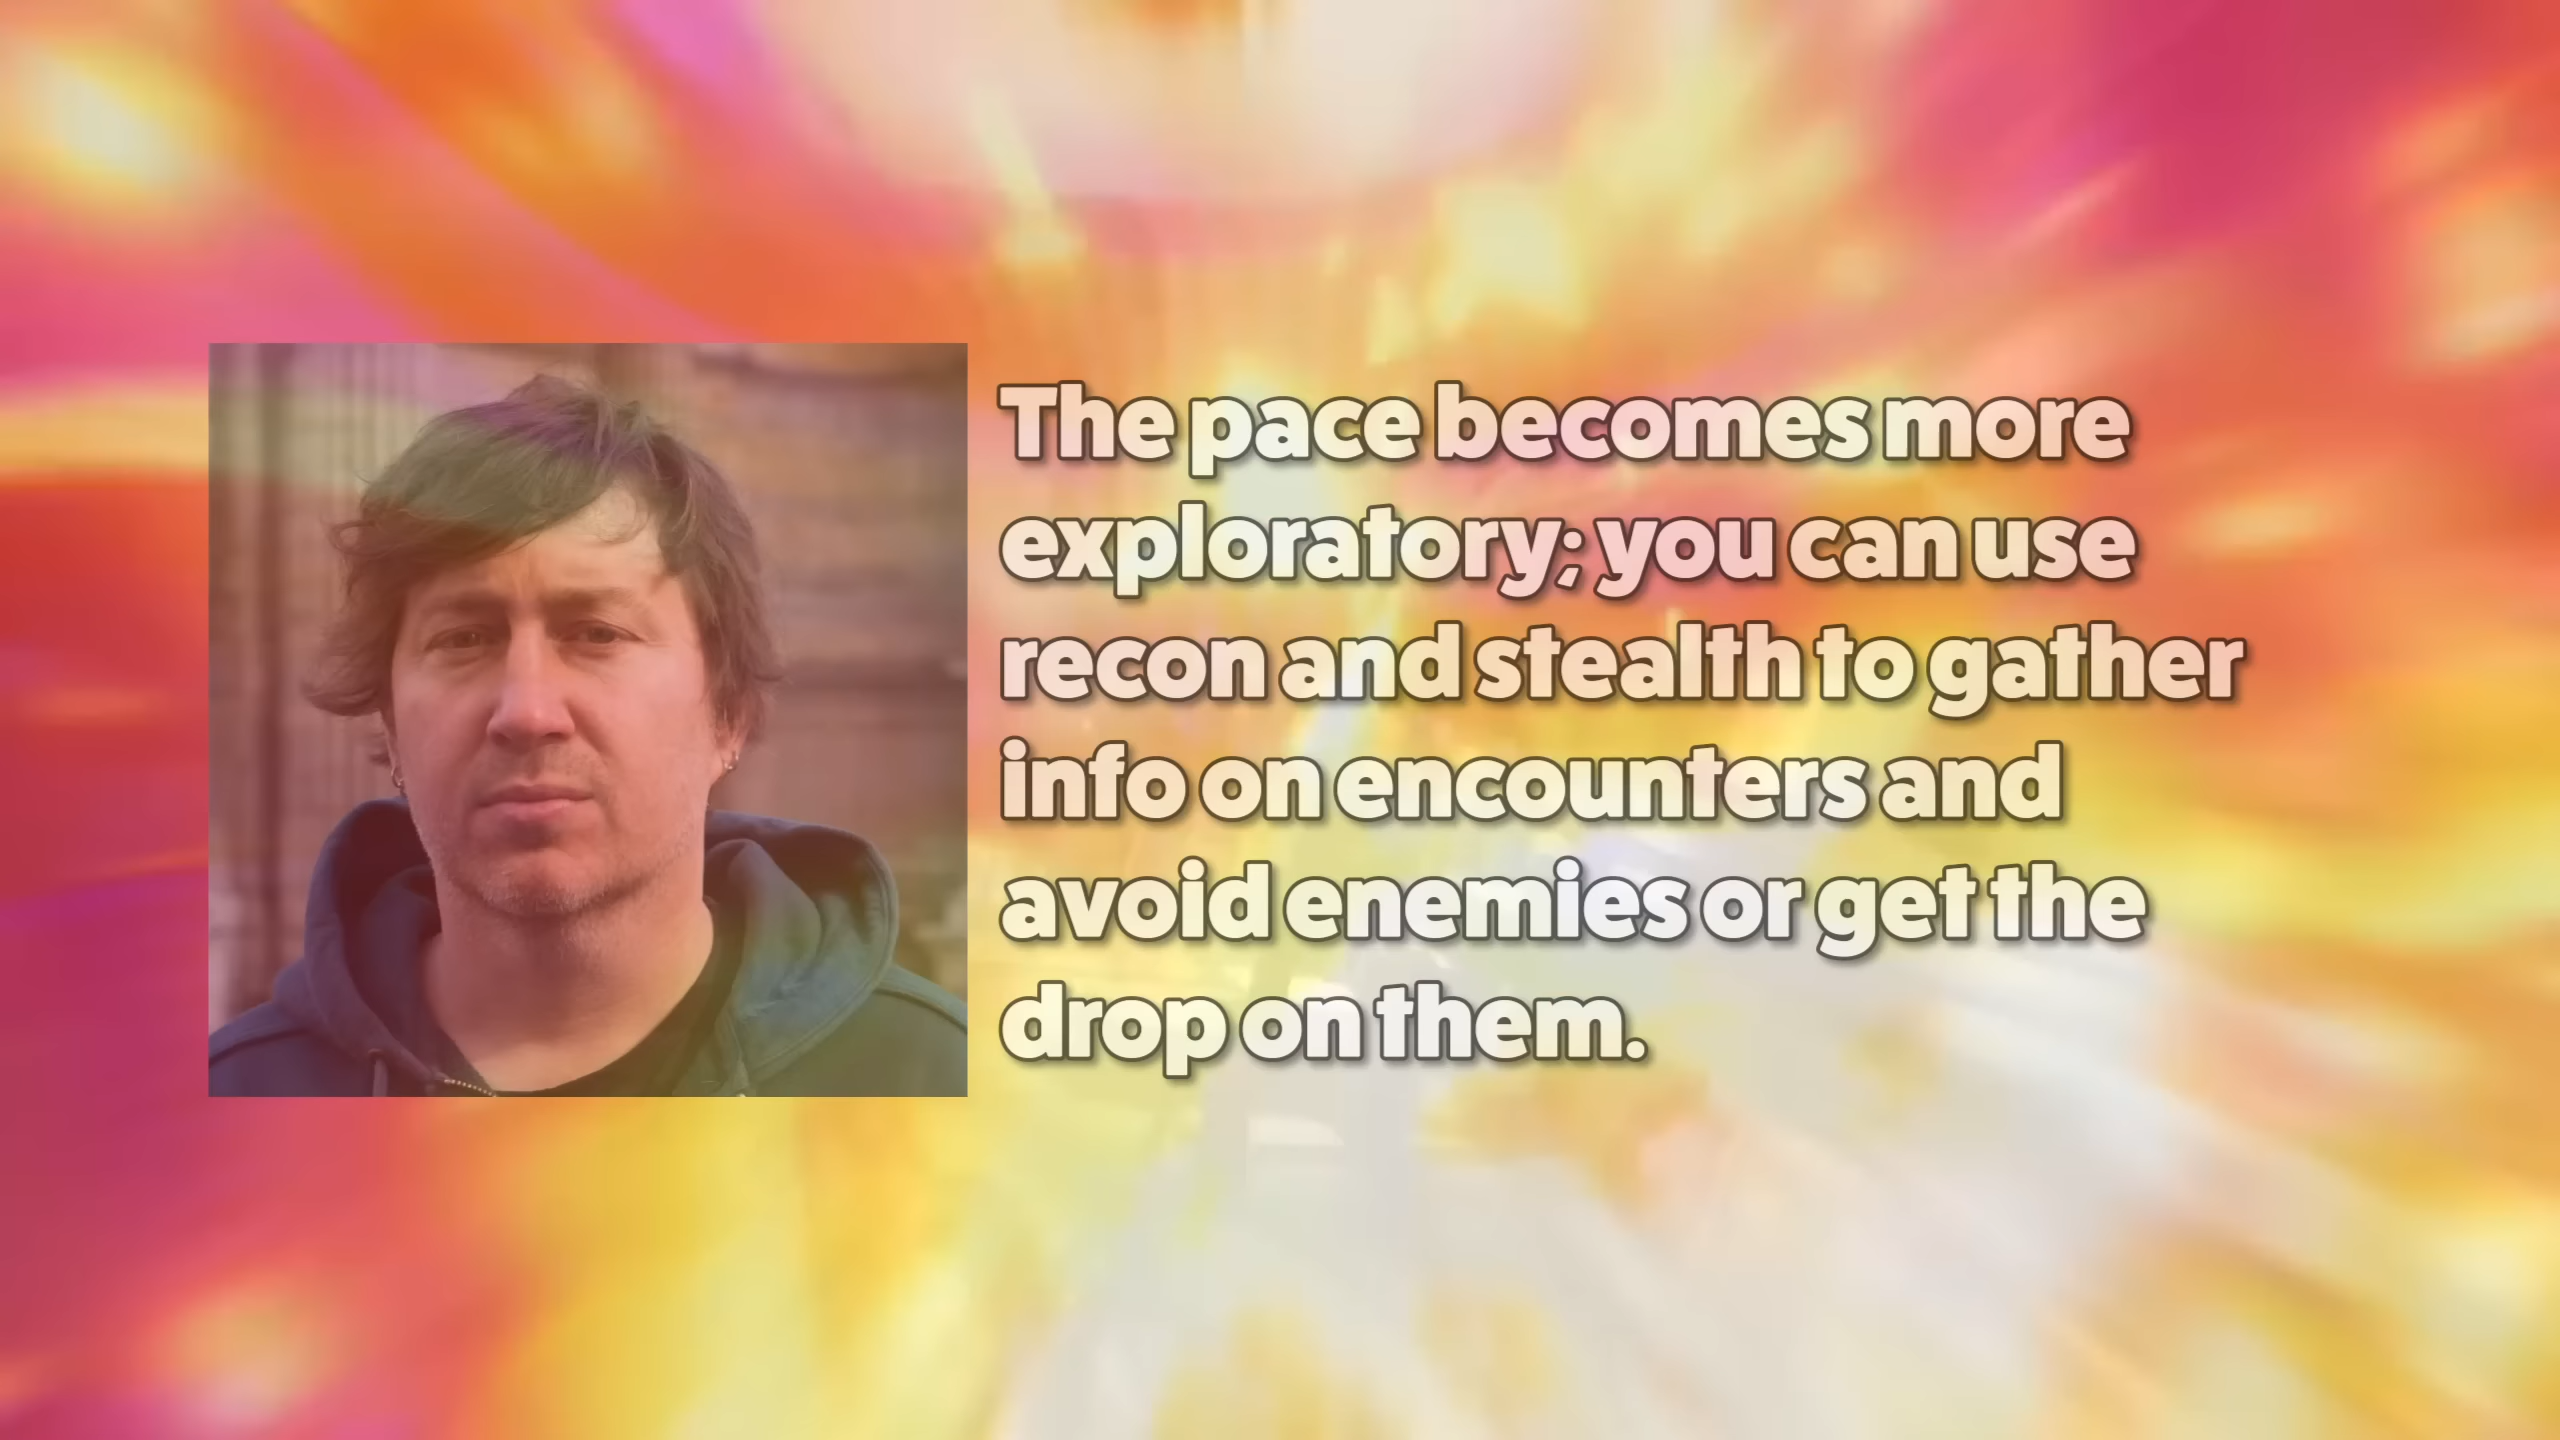 The pace becomes more
exploratory; you can use
recon and stealth to gather
info on encounters and
avoid enemies or get the
drop on them.